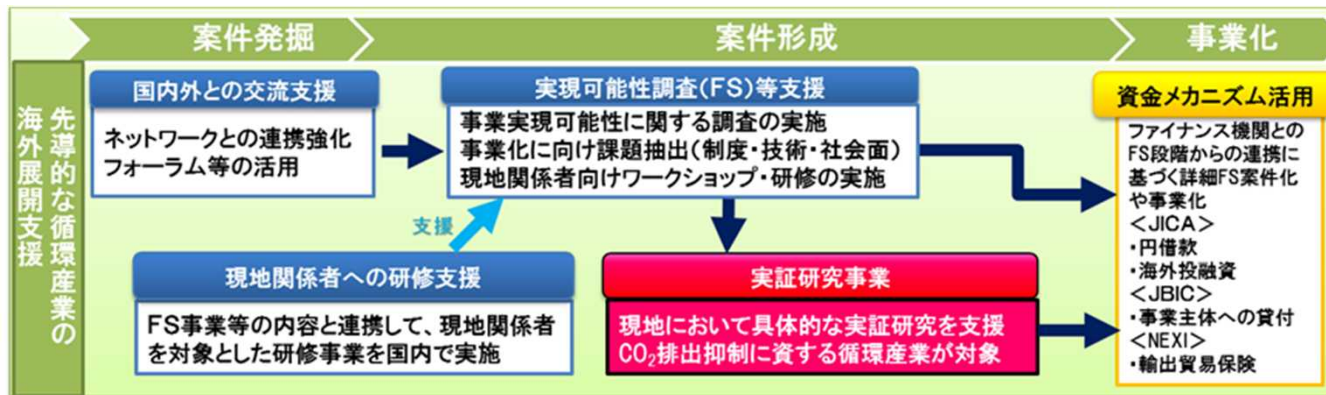 案件発掘
案件形成
事業化
先導的な循環産業の
海外展開支援
国内外との交流支援
ネットワークとの連携強化
フォーラム等の活用
実現可能性調査(FS)等支援
事業実現可能性に関する調査の実施
事業化に向け課題抽出(制度・技術・社会面)
現地関係者向けワークショップ・研修の実施
支援
現地関係者への研修支援
FS事業等の内容と連携して、現地関係者
を対象とした研修事業を国内で実施
実証研究事業
現地において具体的な実証研究を支援
CO₂排出抑制に資する循環産業が対象
資金メカニズム活用
ファイナンス機関との
FS段階からの連携に
基づく詳細FS案件化
や事業化
<JICA>
・円借款
・海外投融資
<JBIC>
・事業主体への貸付
<NEXI>
・輸出貿易保険